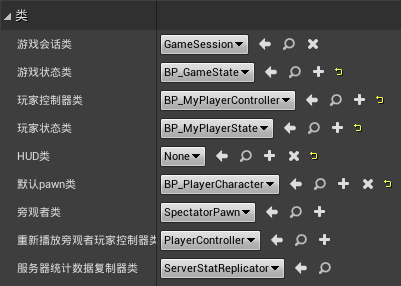 类
游戏会话类 GameSession
游戏状态类 BP_GameState
玩家控制器类 BP_MyPlayerController
玩家状态类 BP_MyPlayerState
HUD类 None
默认pawn类 BP_PlayerCharacter
旁观者类 SpectatorPawn
重新播放旁观者玩家控制器类 PlayerController
服务器统计数据复制器类 ServerStatReplicator